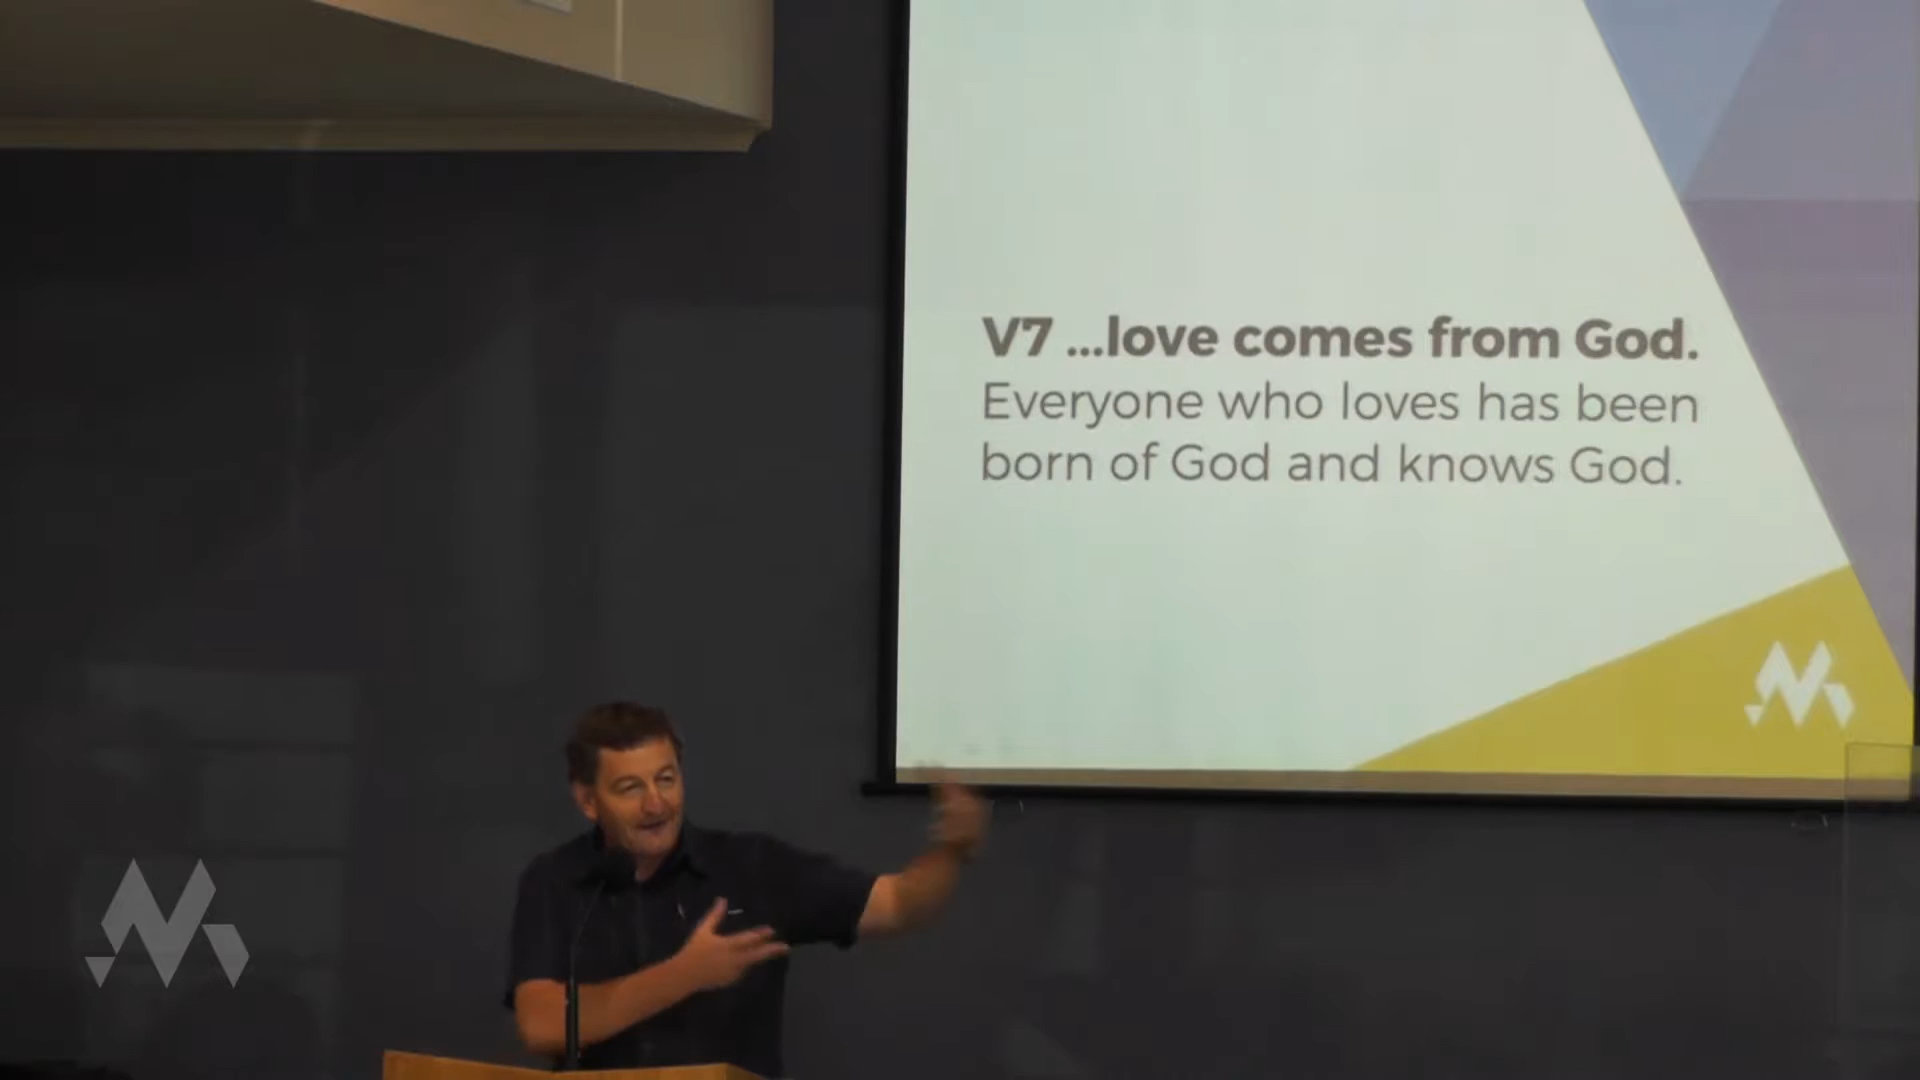 V7 ...love comes from God.
Everyone who loves has been
born of God and knows God.